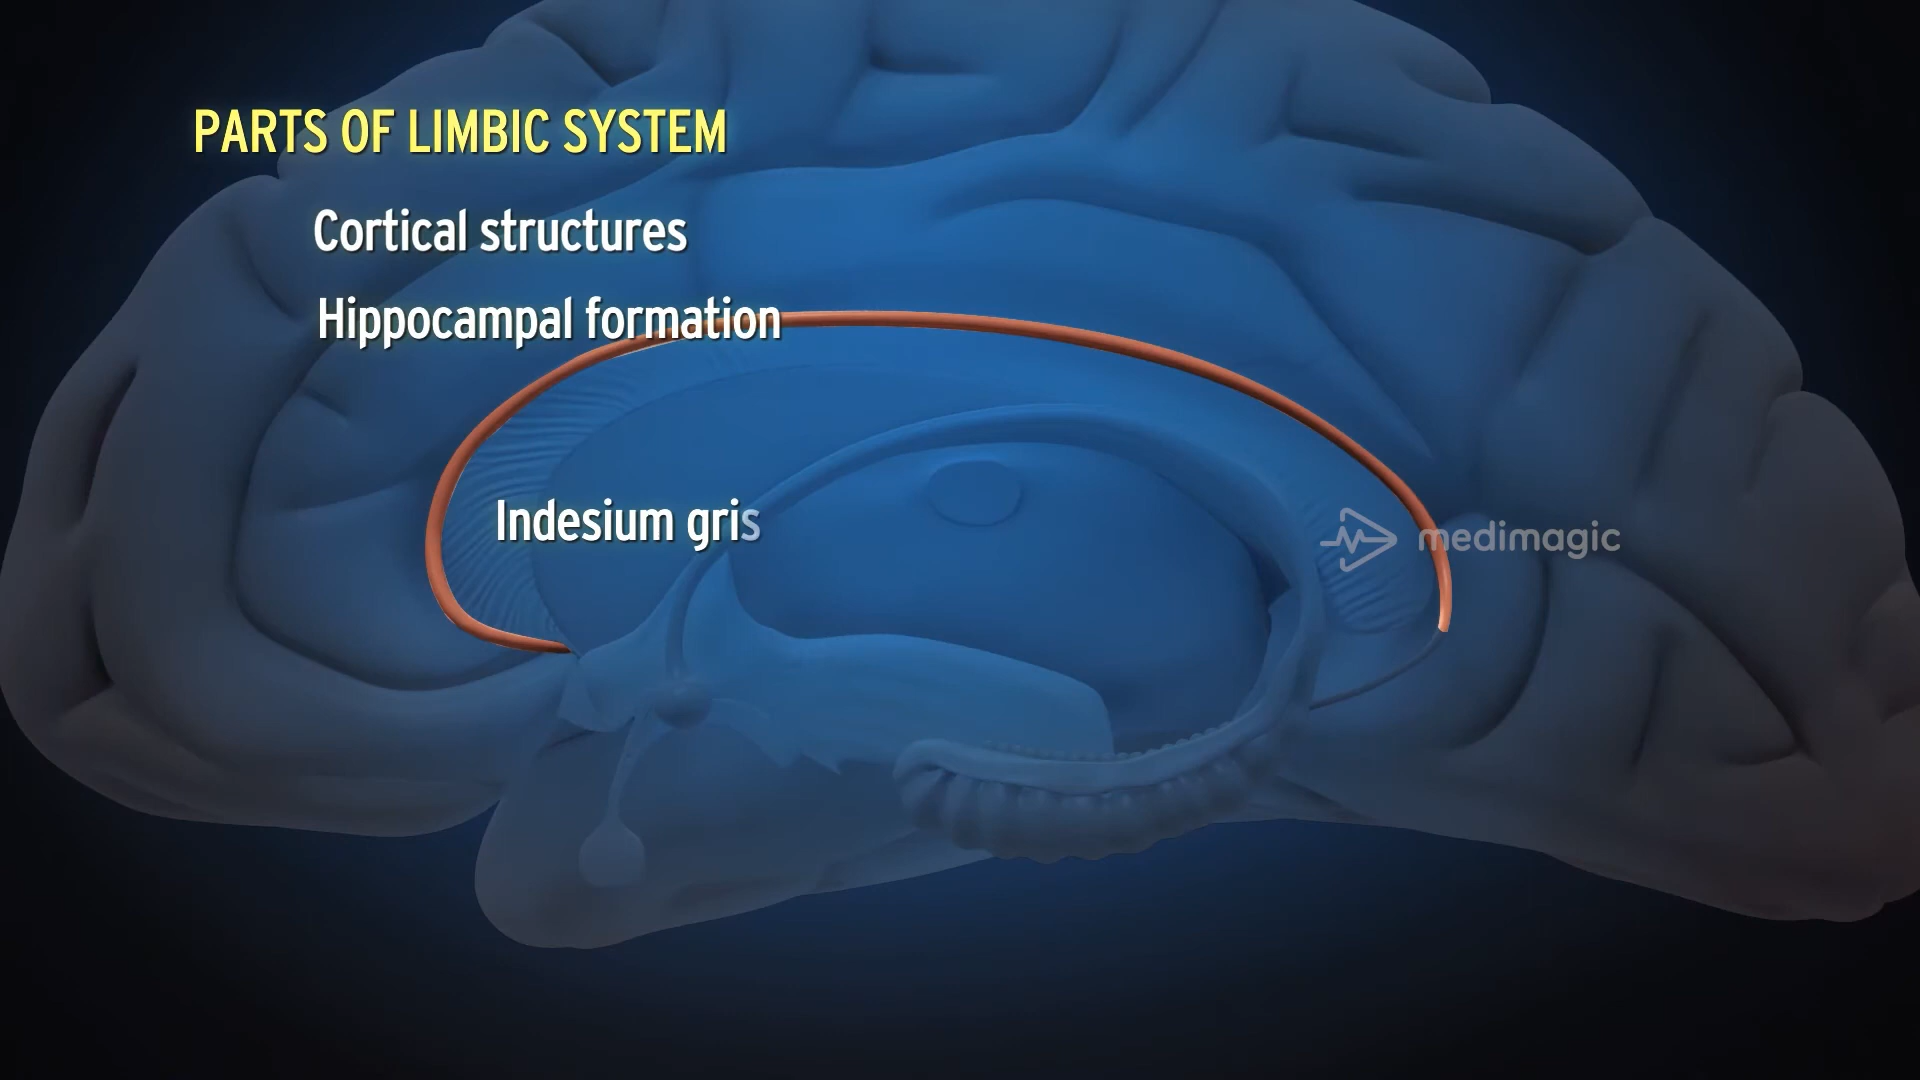 PARTS OF LIMBIC SYSTEM
Cortical structures
Hippocampal formation
Indesium gris
medimagic